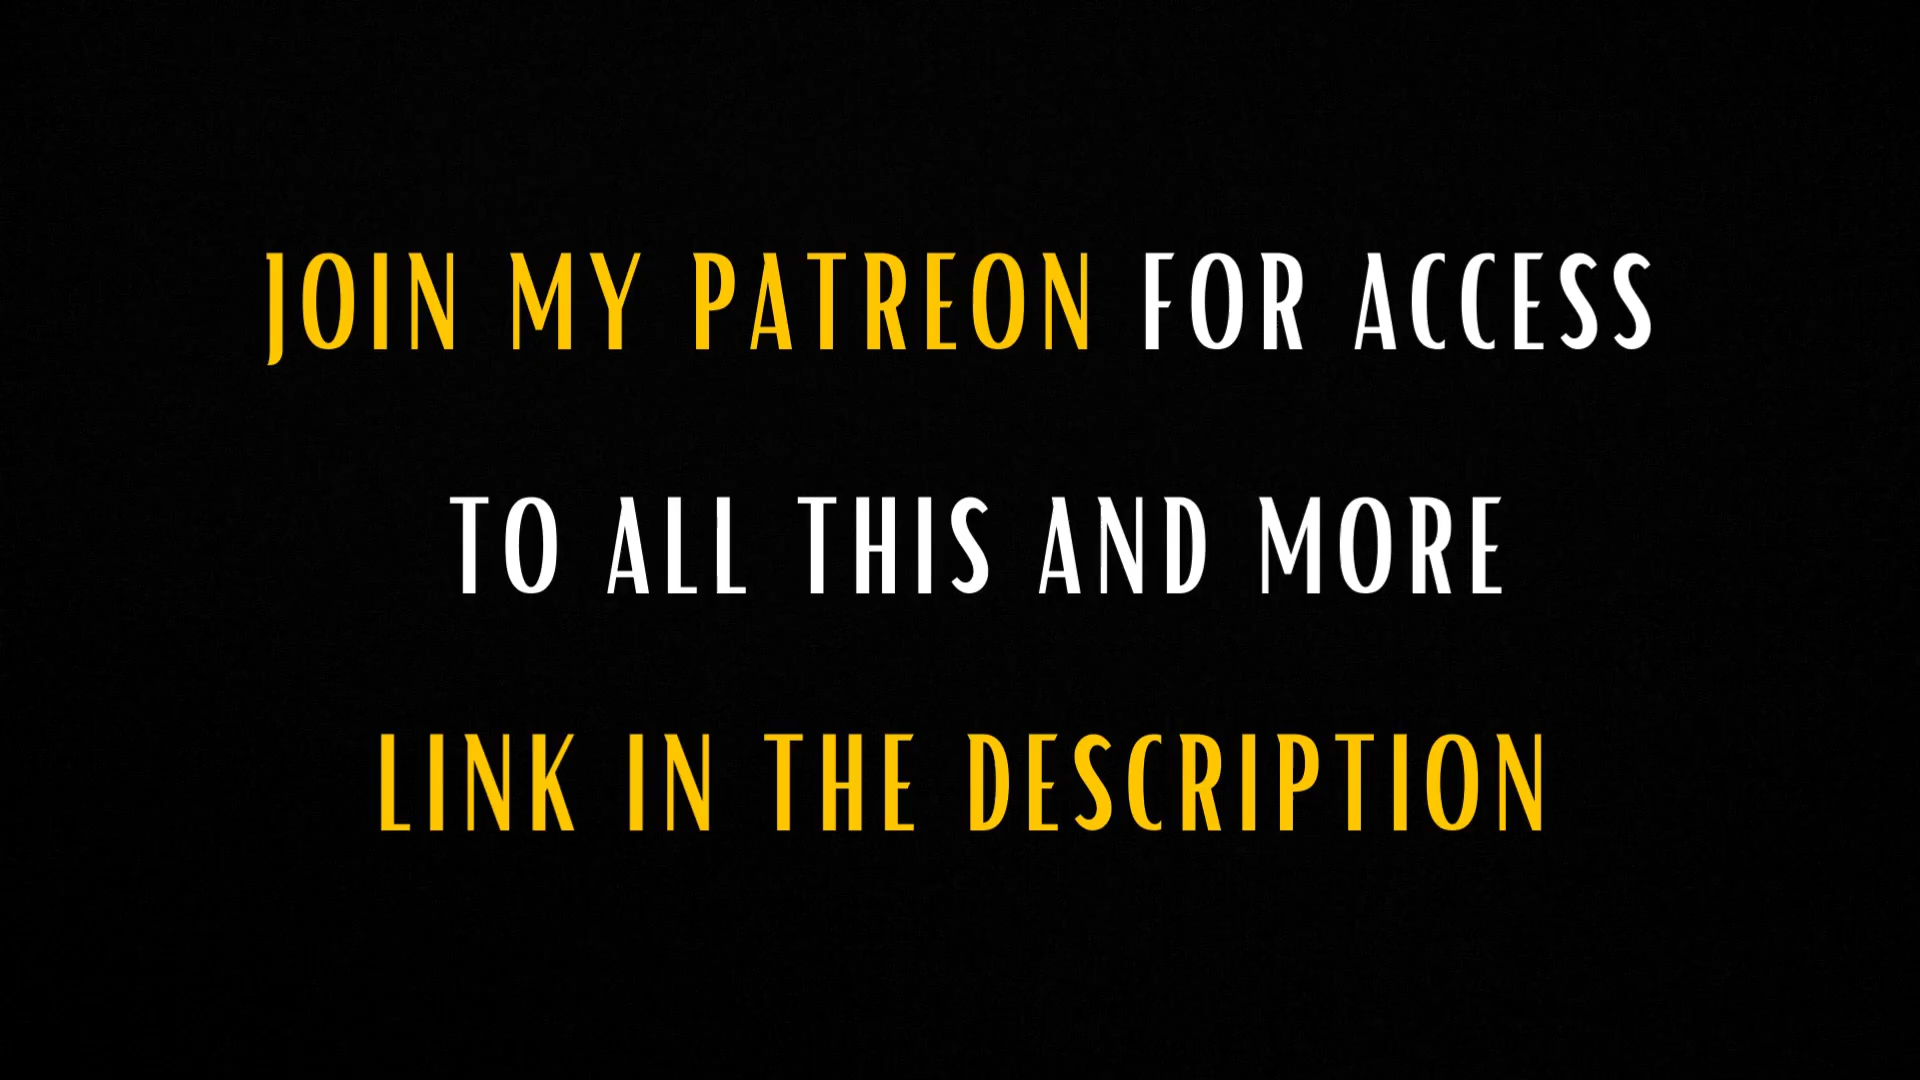 JOIN MY PATREON FOR ACCESS
TO ALL THIS AND MORE
LINK IN THE DESCRIPTION